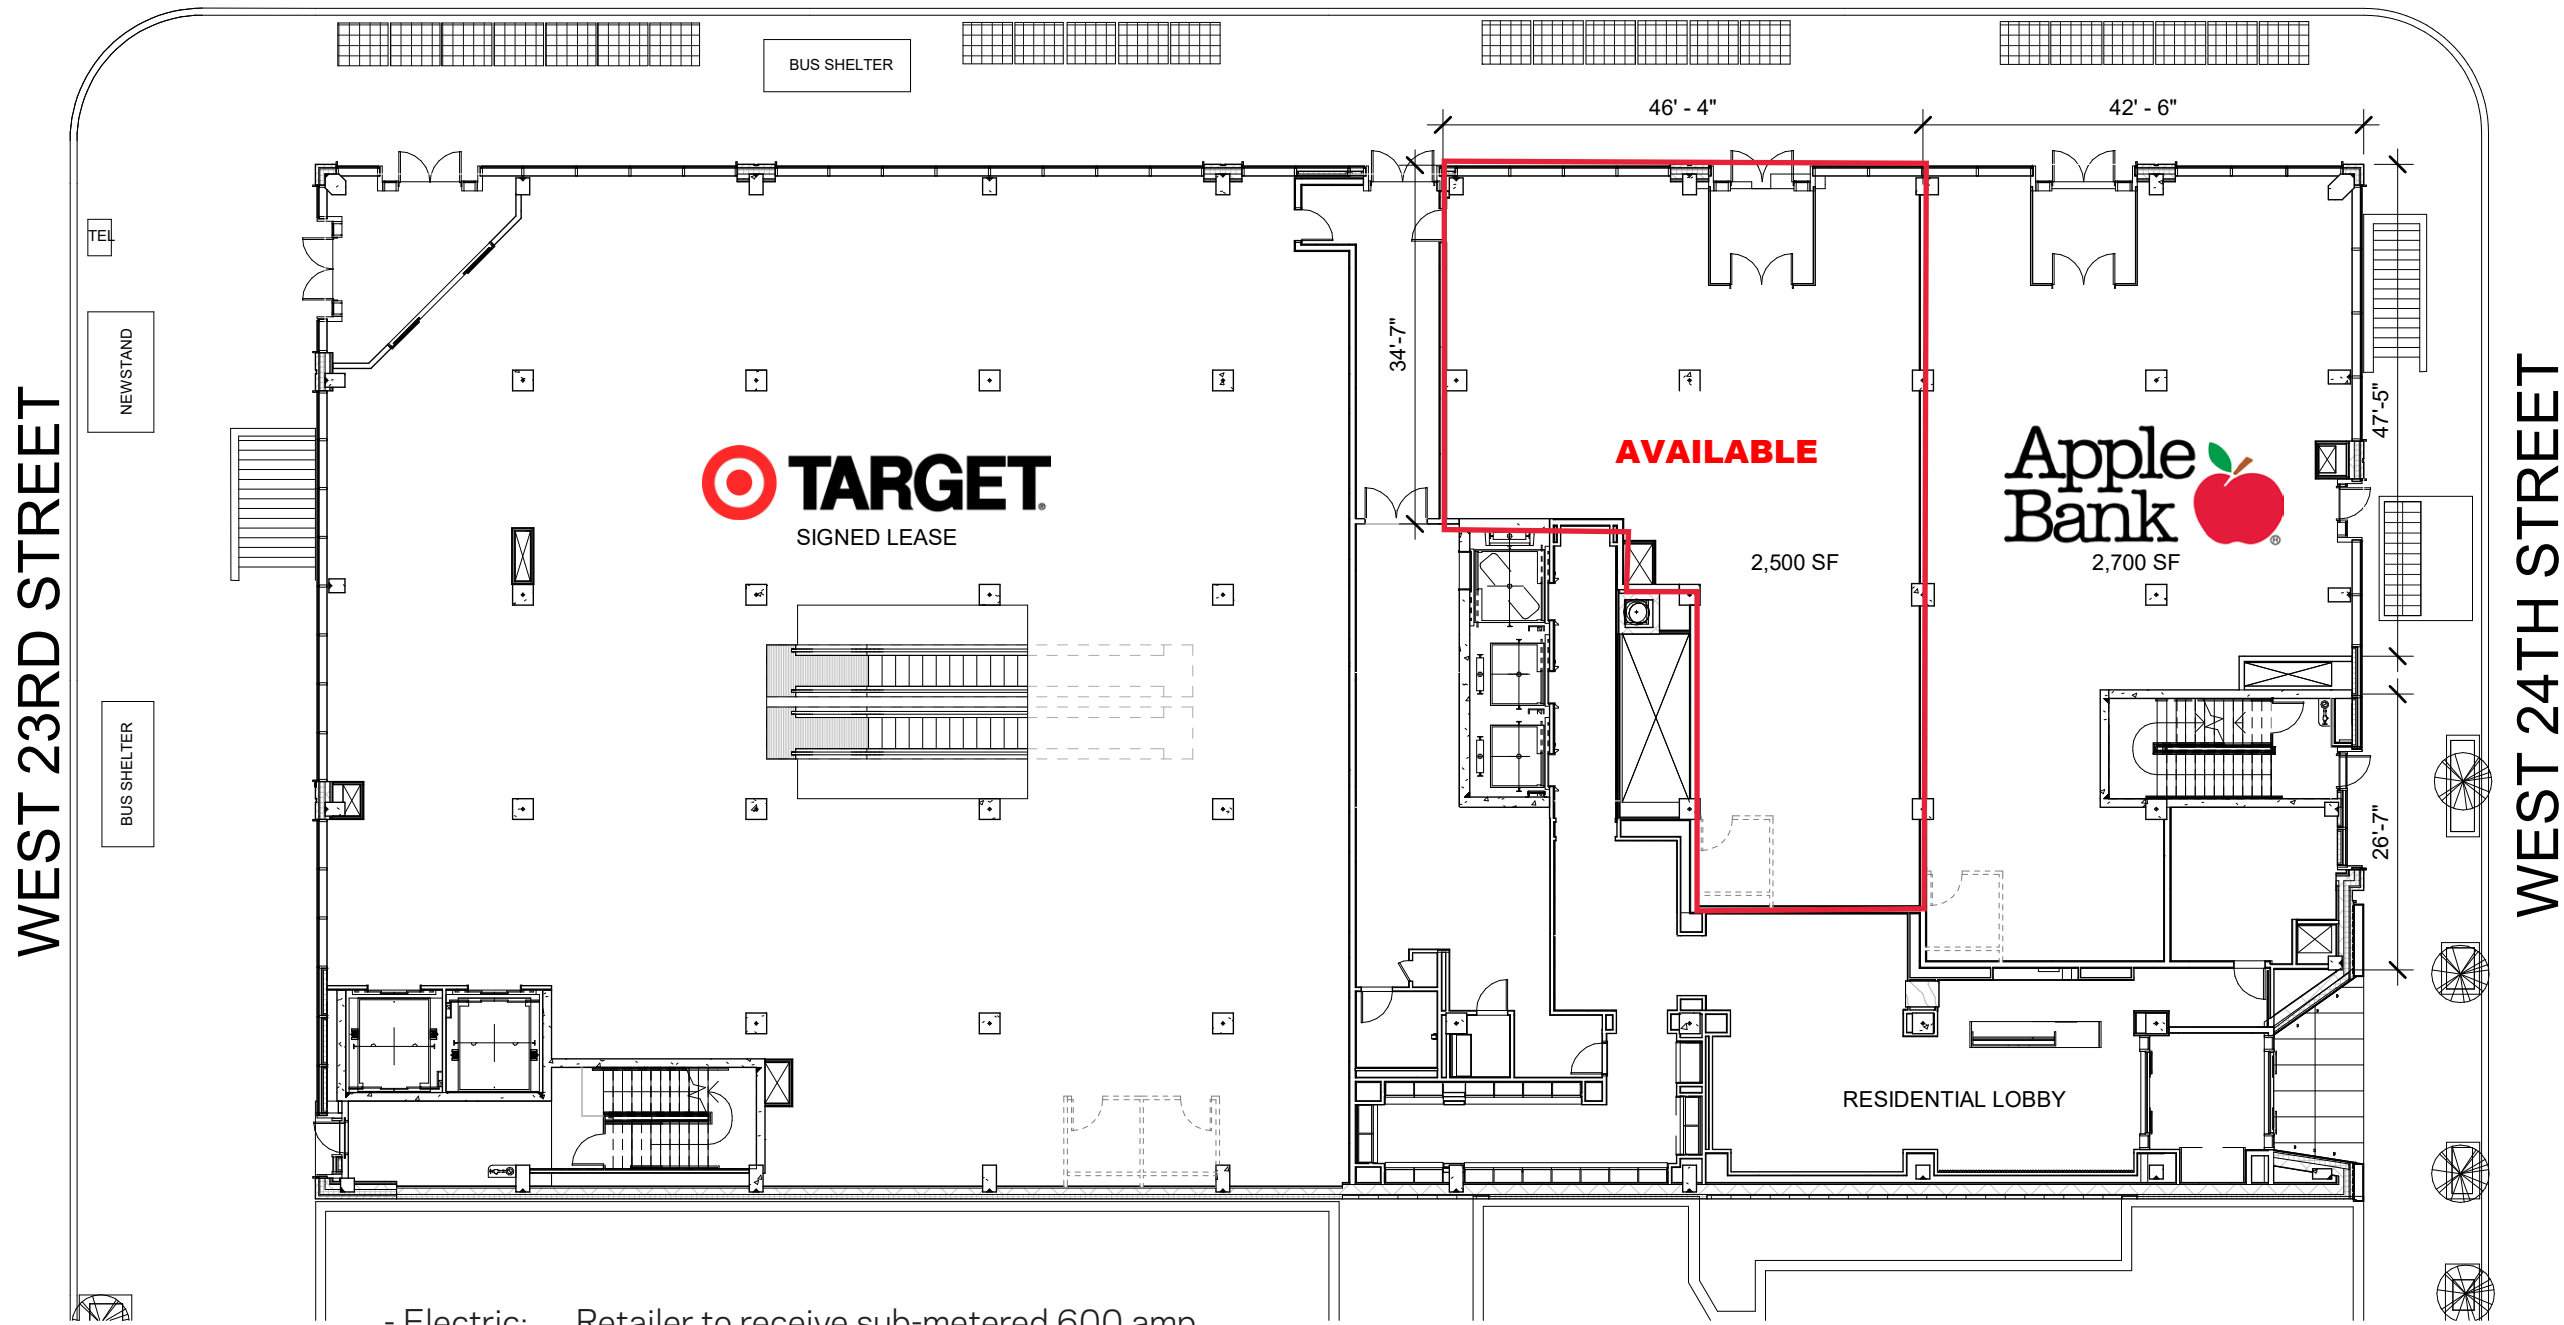 BUS SHELTER
46' - 4"
42' - 6"
TEL
NEWSTAND
34'-7"
47'-5"
WEST 23RD STREET
WEST 24TH STREET
TARGET
SIGNED LEASE
AVAILABLE
2,500 SF
Apple
Bank
®
2,700 SF
BUS SHELTER
26'-7"
RESIDENTIAL LOBBY
- Electric: Retailer to receive sub-metered 600 amp